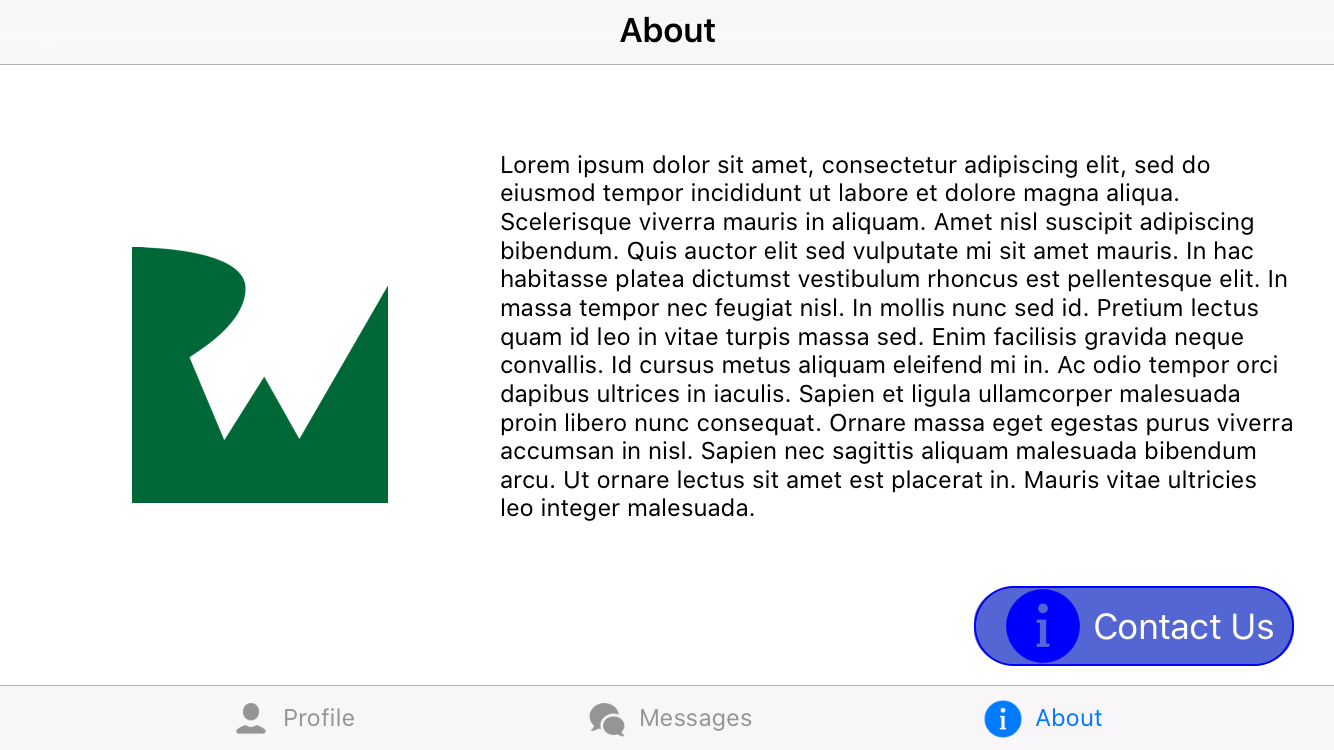 About
Lorem ipsum dolor sit amet, consectetur adipiscing elit, sed do
eiusmod tempor incididunt ut labore et dolore magna aliqua.
Scelerisque viverra mauris in aliquam. Amet nisl suscipit adipiscing
bibendum. Quis auctor elit sed vulputate mi sit amet mauris. In hac
habitasse platea dictumst vestibulum rhoncus est pellentesque elit. In
massa tempor nec feugiat nisl. In mollis nunc sed id. Pretium lectus
quam id leo in vitae turpis massa sed. Enim facilisis gravida neque
convallis. Id cursus metus aliquam eleifend mi in. Ac odio tempor orci
dapibus ultrices in iaculis. Sapien et ligula ullamcorper malesuada
proin libero nunc consequat. Ornare massa eget egestas purus viverra
accumsan in nisl. Sapien nec sagittis aliquam malesuada bibendum
arcu. Ut ornare lectus sit amet est placerat in. Mauris vitae ultricies
leo integer malesuada.
Contact Us
Profile
Messages
About